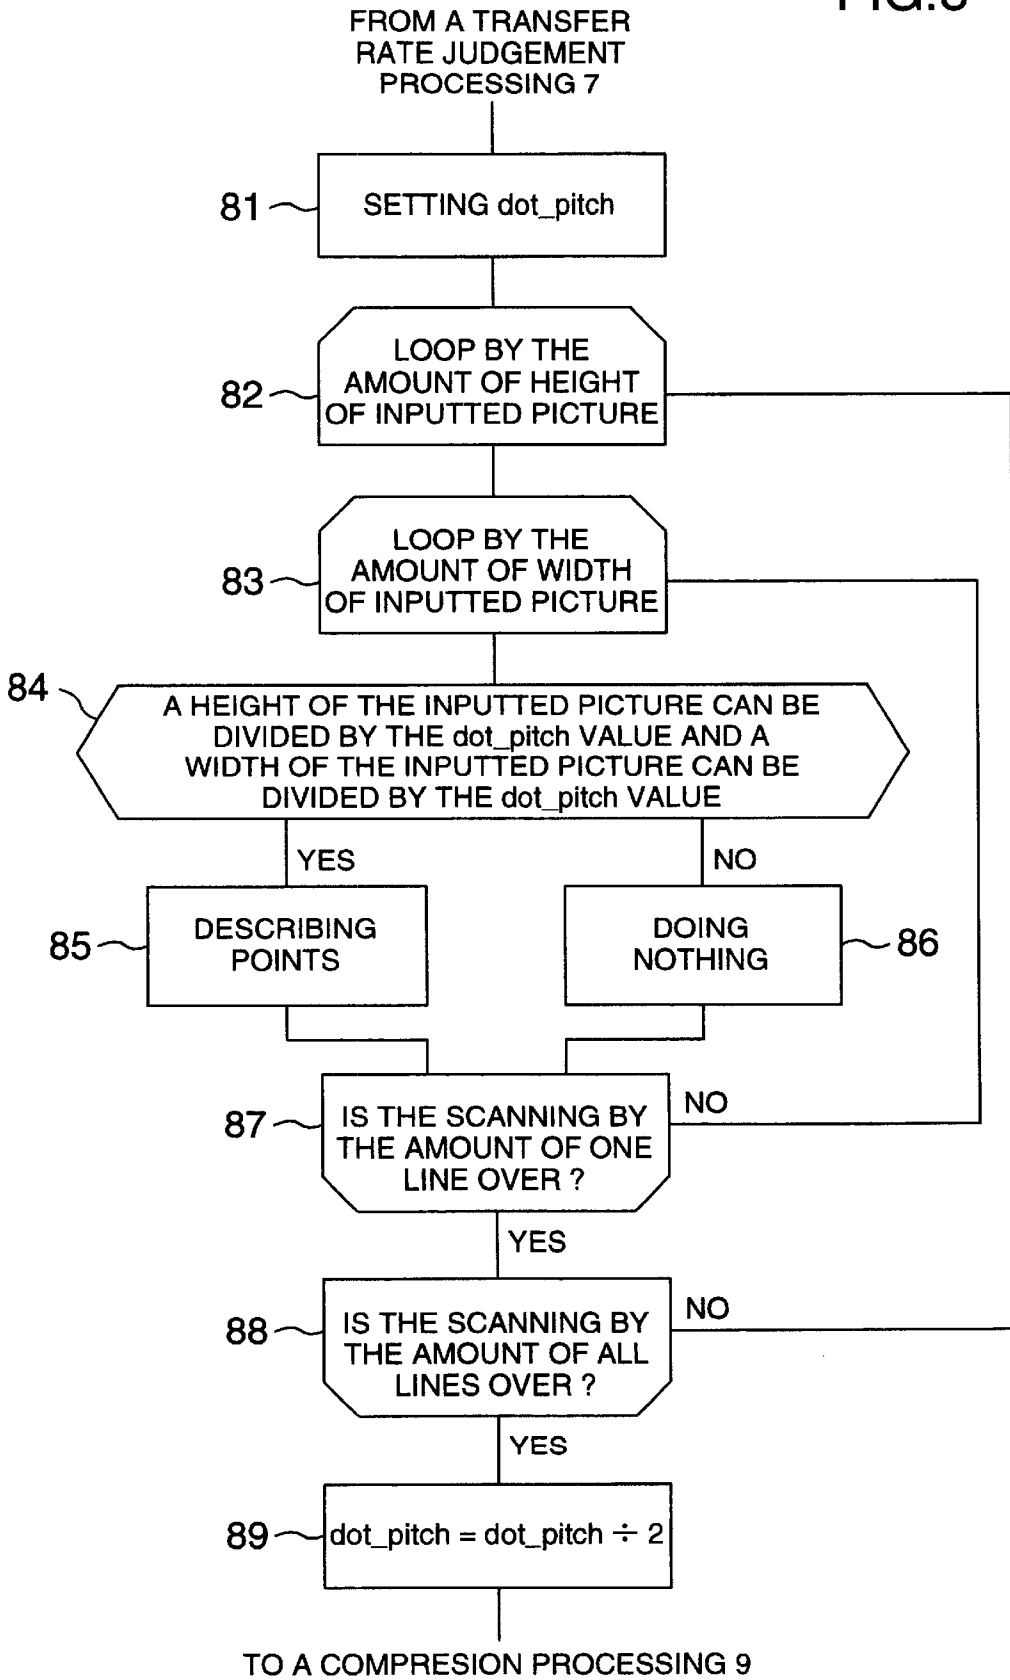 FROM A TRANSFER
RATE JUDGEMENT
PROCESSING 7
81
SETTING dot_pitch
82
LOOP BY THE
AMOUNT OF HEIGHT
OF INPUTTED PICTURE
83
LOOP BY THE
AMOUNT OF WIDTH
OF INPUTTED PICTURE
84
A HEIGHT OF THE INPUTTED PICTURE CAN BE
DIVIDED BY THE dot_pitch VALUE AND A
WIDTH OF THE INPUTTED PICTURE CAN BE
DIVIDED BY THE dot_pitch VALUE
YES
NO
85
DESCRIBING
POINTS
DOING
NOTHING
86
87
IS THE SCANNING BY
THE AMOUNT OF ONE
LINE OVER ?
NO
YES
88
IS THE SCANNING BY
THE AMOUNT OF ALL
LINES OVER ?
NO
YES
89
dot_pitch = dot_pitch ÷ 2
TO A COMPRESION PROCESSING 9